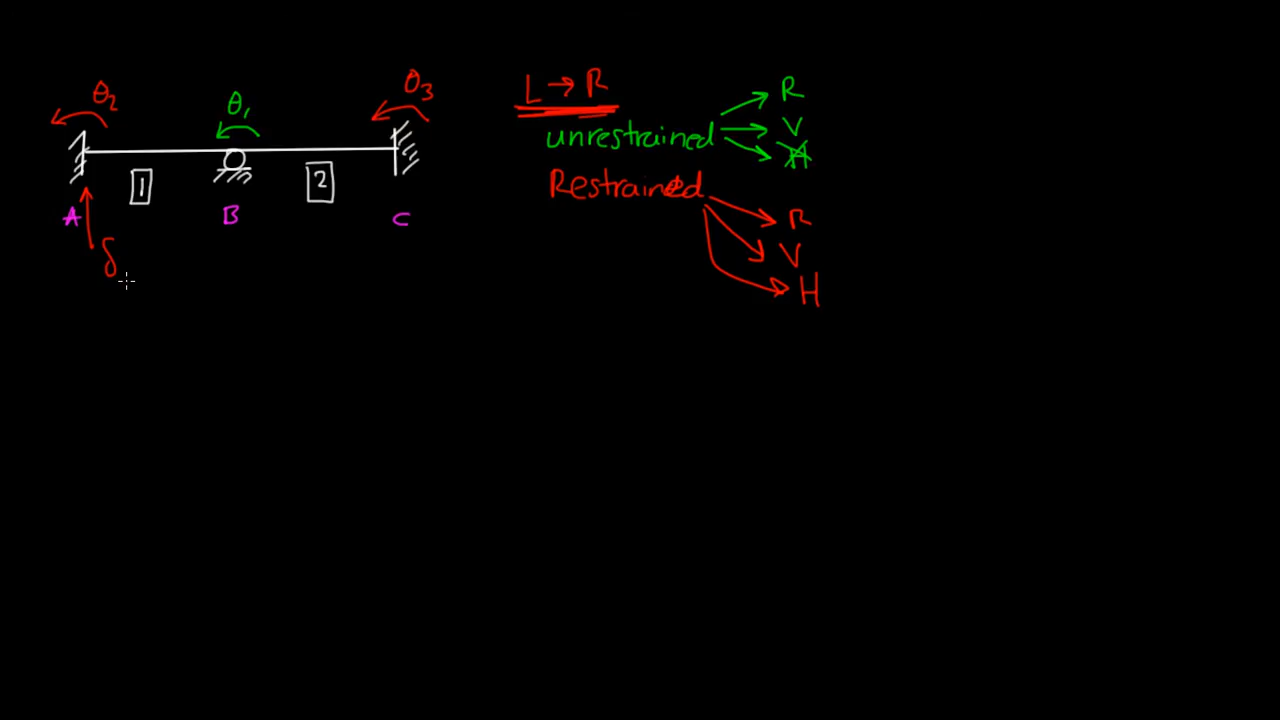 θ2
θ1
θ3
1
2
A
B
C
δ
L → R
unrestrained
R
V
H
Restrained
R
V
H